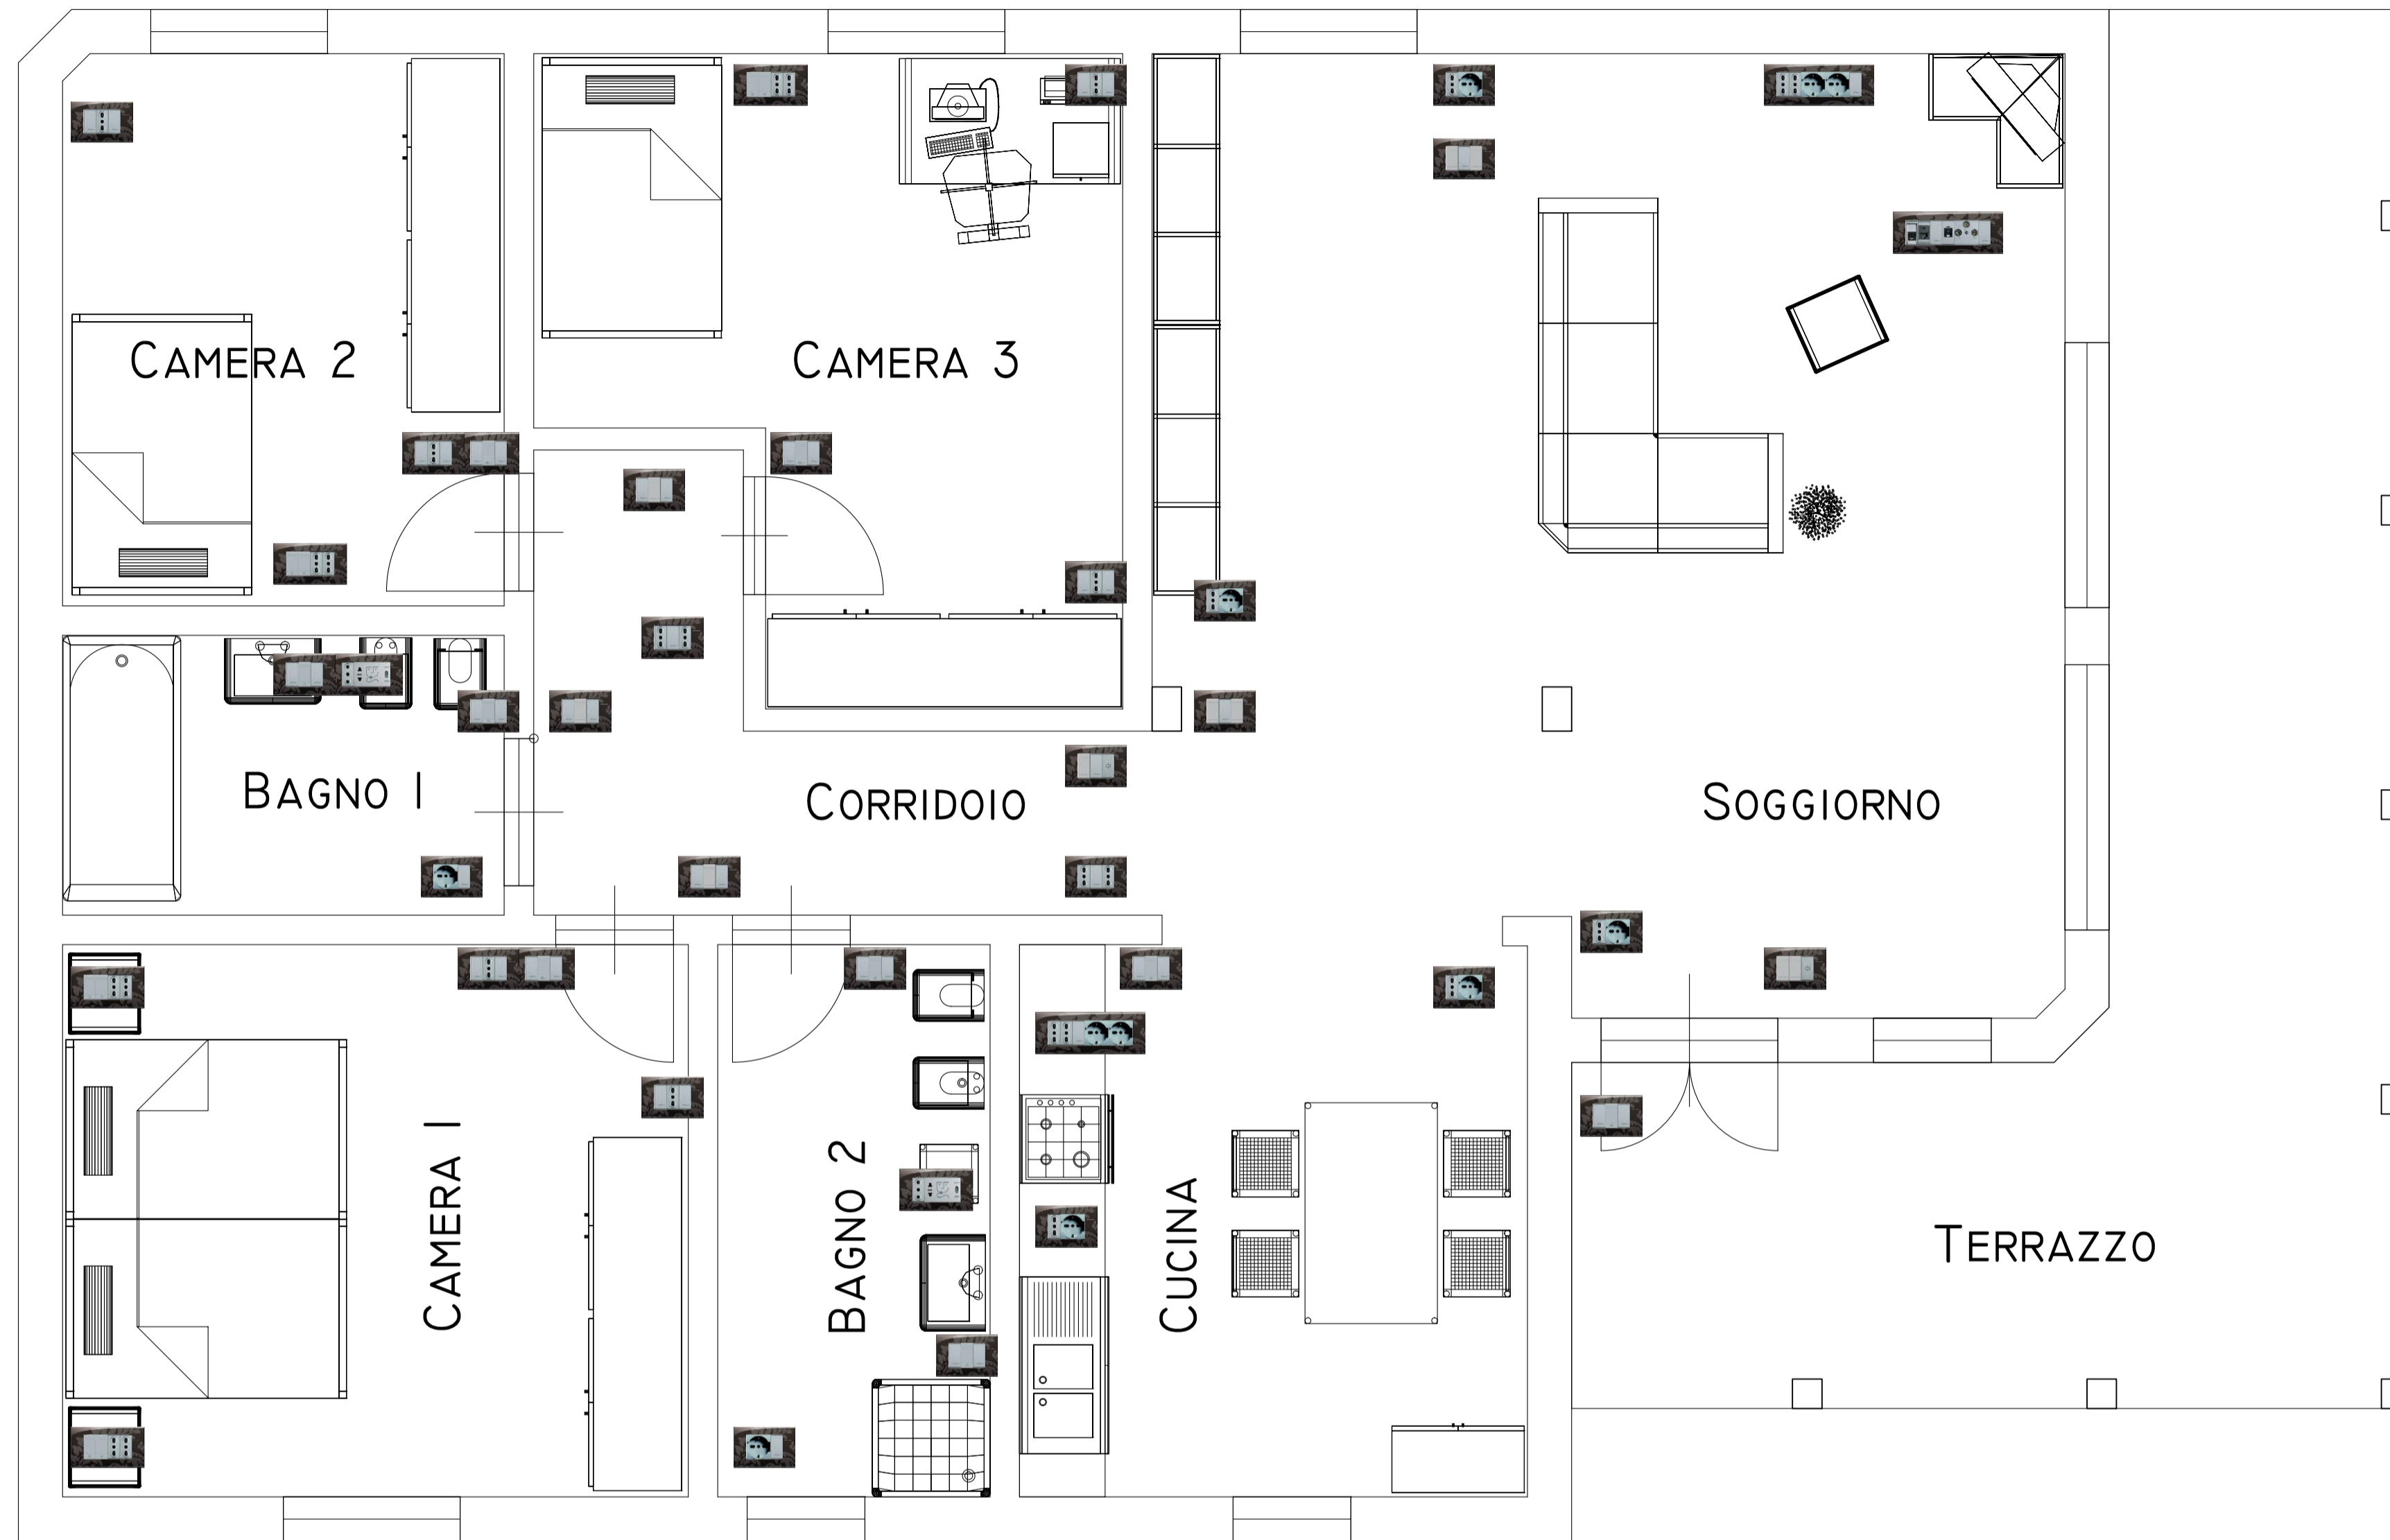 CAMERA 2
CAMERA 3
BAGNO 1
CORRIDOIO
SOGGIORNO
CAMERA 1
BAGNO 2
CUCINA
TERRAZZO